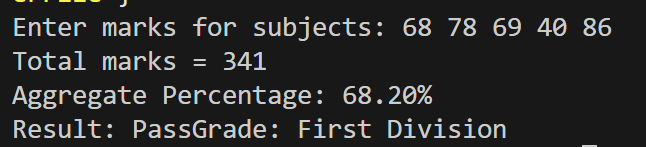 Enter marks for subjects: 68 78 69 40 86
Total marks = 341
Aggregate Percentage: 68.20%
Result: PassGrade: First Division